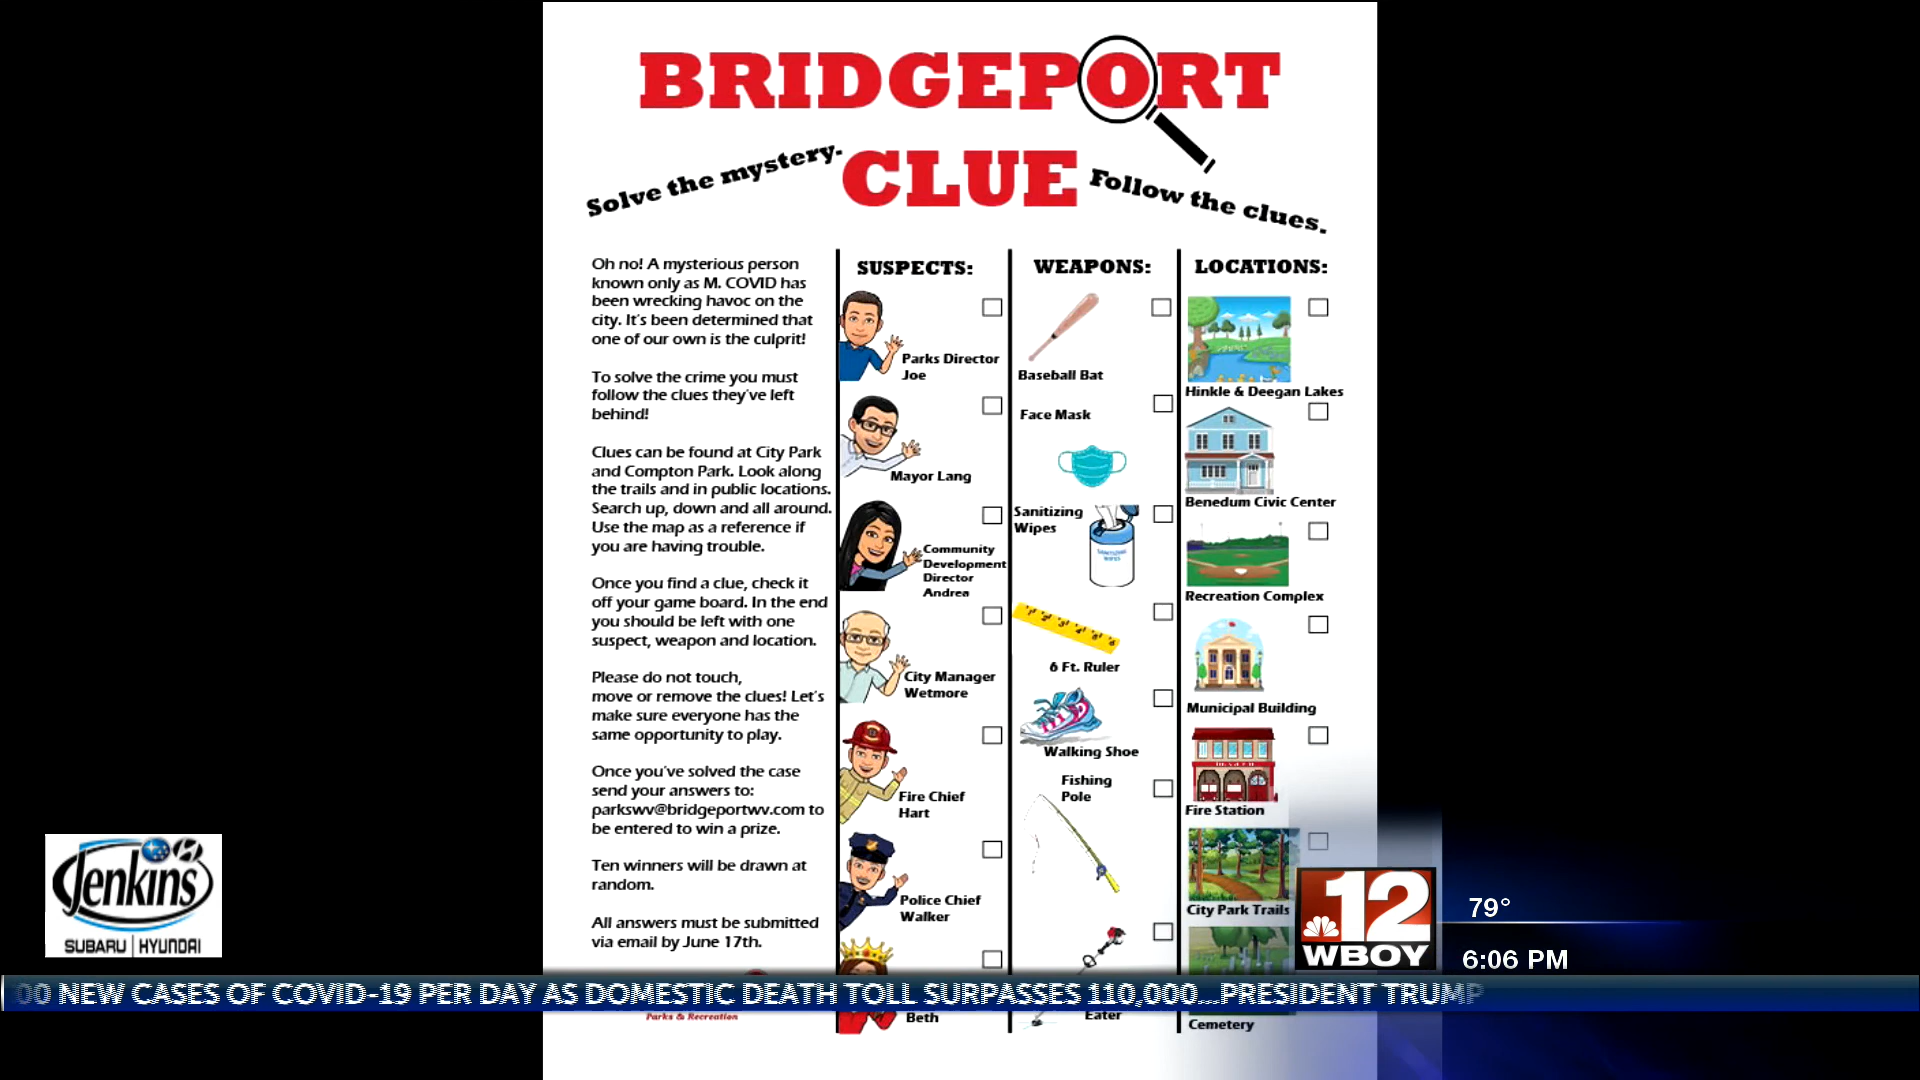 BRIDGEPORT
CLUE
Solve the mystery.
Follow the clues.
Oh no! A mysterious person
known only as M. COVID has
been wrecking havoc on the
city. It's been determined that
one of our own is the culprit!
To solve the crime you must
follow the clues they've left
behind!
Clues can be found at City Park
and Compton Park. Look along
the trails and in public locations.
Search up, down and all around.
Use the map as a reference if
you are having trouble.
Once you find a clue, check it
off your game board. In the end
you should be left with one
suspect, weapon and location.
Please do not touch,
move or remove the clues! Let's
make sure everyone has the
same opportunity to play.
Once you've solved the case
send your answers to:
parkswv@bridgeportwv.com to
be entered to win a prize.
Ten winners will be drawn at
random.
All answers must be submitted
via email by June 17th.
Parks & Recreation
SUSPECTS:
Parks Director
Joe
Mayor Lang
Community
Development
Director
Andrea
City Manager
Wetmore
Fire Chief
Hart
Police Chief
Walker
Beth
WEAPONS:
Baseball Bat
Face Mask
Sanitizing
Wipes
SANITIZING
WIPES
1 2 3 4 5 6
6 Ft. Ruler
Walking Shoe
Fishing
Pole
Eater
LOCATIONS:
Hinkle & Deegan Lakes
Benedum Civic Center
Recreation Complex
Municipal Building
Fire Station
City Park Trails
Cemetery
Jenkins
SUBARU | HYUNDAI
12
WBOY
79°
6:06 PM
00 NEW CASES OF COVID-19 PER DAY AS DOMESTIC DEATH TOLL SURPASSES 110,000...PRESIDENT TRUMP